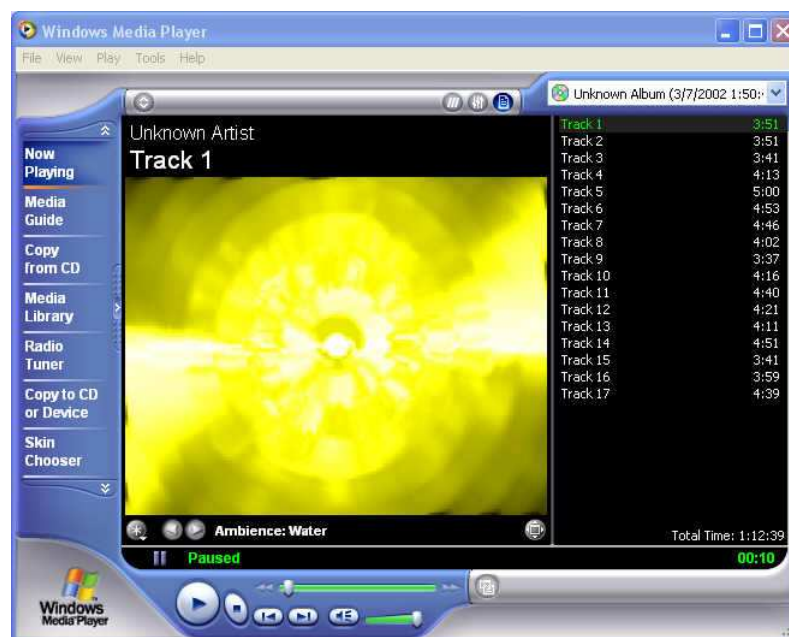 Windows Media Player
File View Play Tools Help
Unknown Album (3/7/2002 1:50:
Now
Playing
Media
Guide
Copy
from CD
Media
Library
Radio
Tuner
Copy to CD
or Device
Skin
Chooser
Unknown Artist
Track 1
Track 1 3:51
Track 2 3:51
Track 3 3:41
Track 4 4:13
Track 5 5:00
Track 6 4:53
Track 7 4:46
Track 8 4:02
Track 9 3:37
Track 10 4:16
Track 11 4:40
Track 12 4:21
Track 13 4:11
Track 14 4:51
Track 15 3:41
Track 16 3:59
Track 17 4:39
Ambience: Water
Total Time: 1:12:39
Paused 00:10
Windows
Media Player